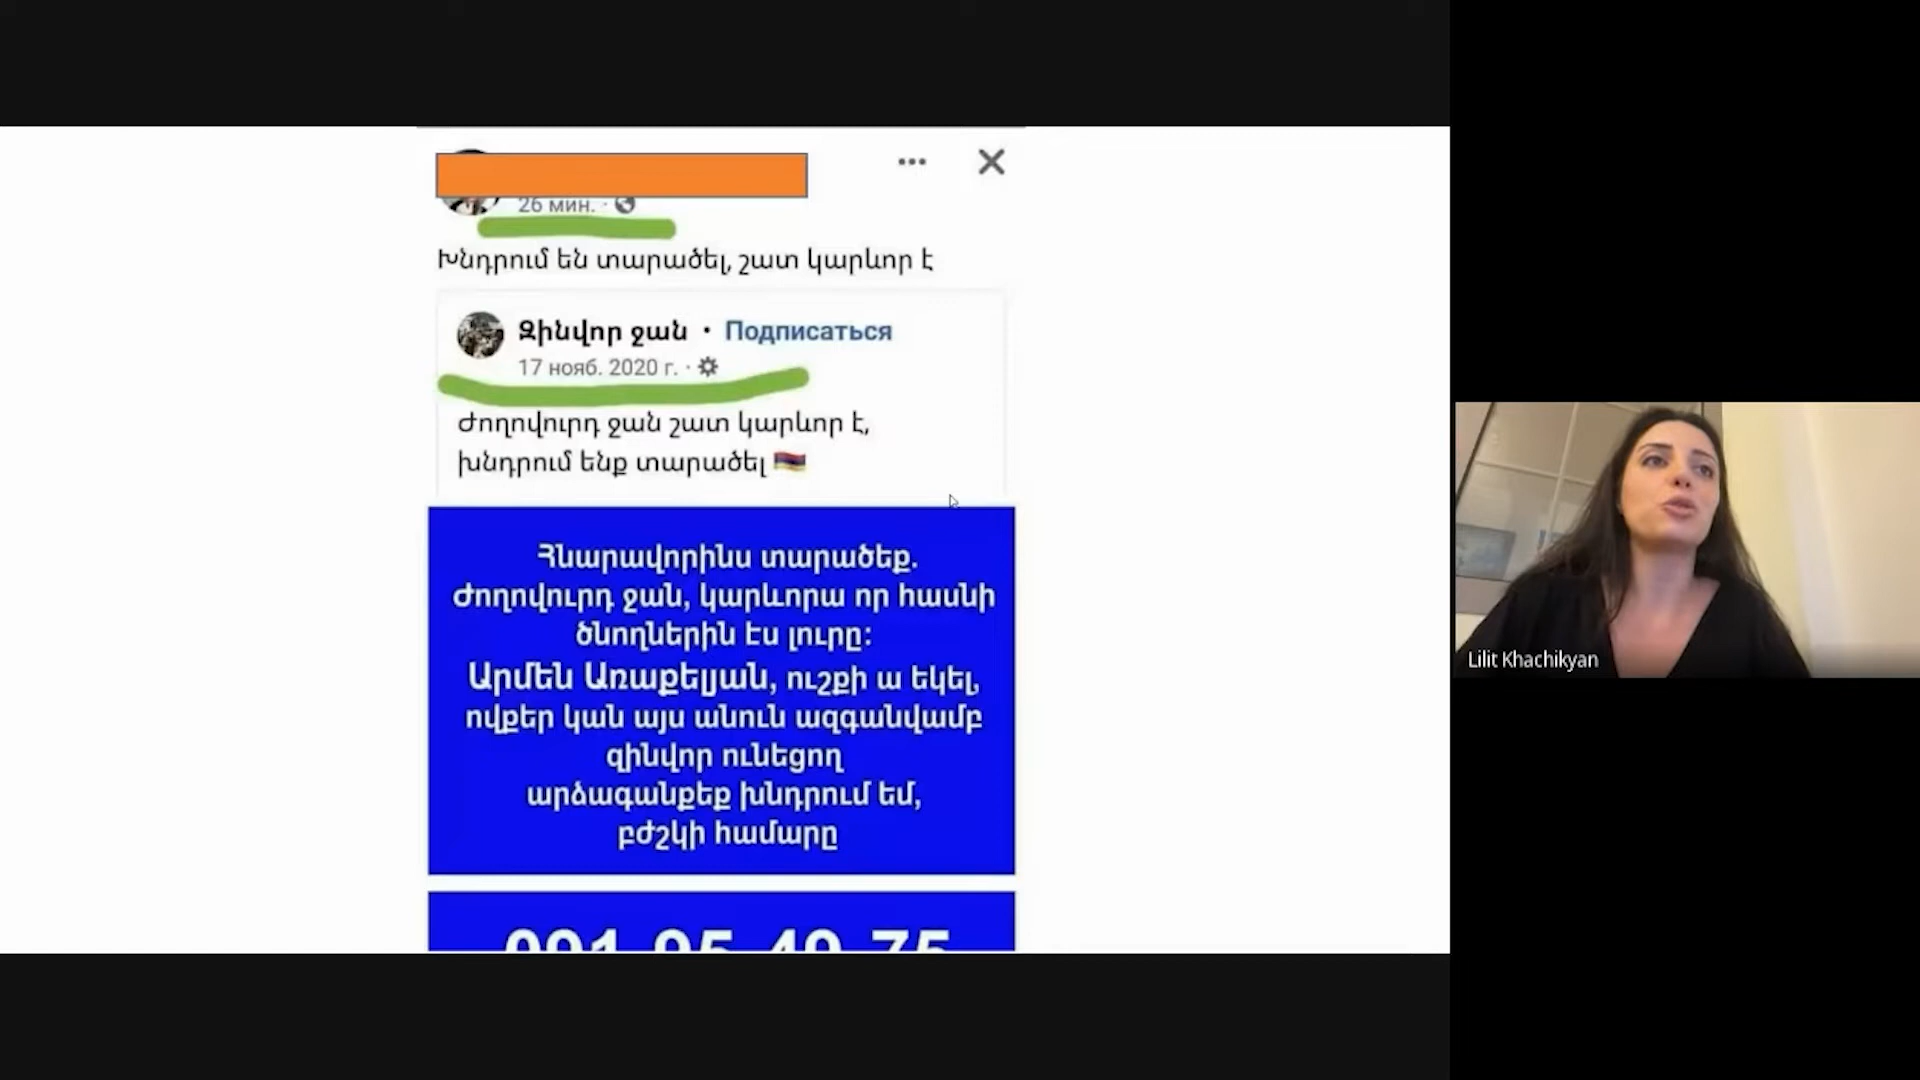 26 мин. ·
Խնդրում են տարածել, շատ կարևոր է
Զինվոր ջան · Подписаться
17 нояб. 2020 г. ·
Ժողովուրդ ջան շատ կարևոր է,
խնդրում ենք տարածել 🇦🇲
Հնարավորինս տարածեք.
Ժողովուրդ ջան, կարևորա որ հասնի
ծնողներին էս լուրը:
Արմեն Առաքելյան, ուշքի ա եկել,
ովքեր կան այս անուն ազգանվամբ
զինվոր ունեցող
արձագանքեք խնդրում եմ,
բժշկի համարը
Lilit Khachikyan